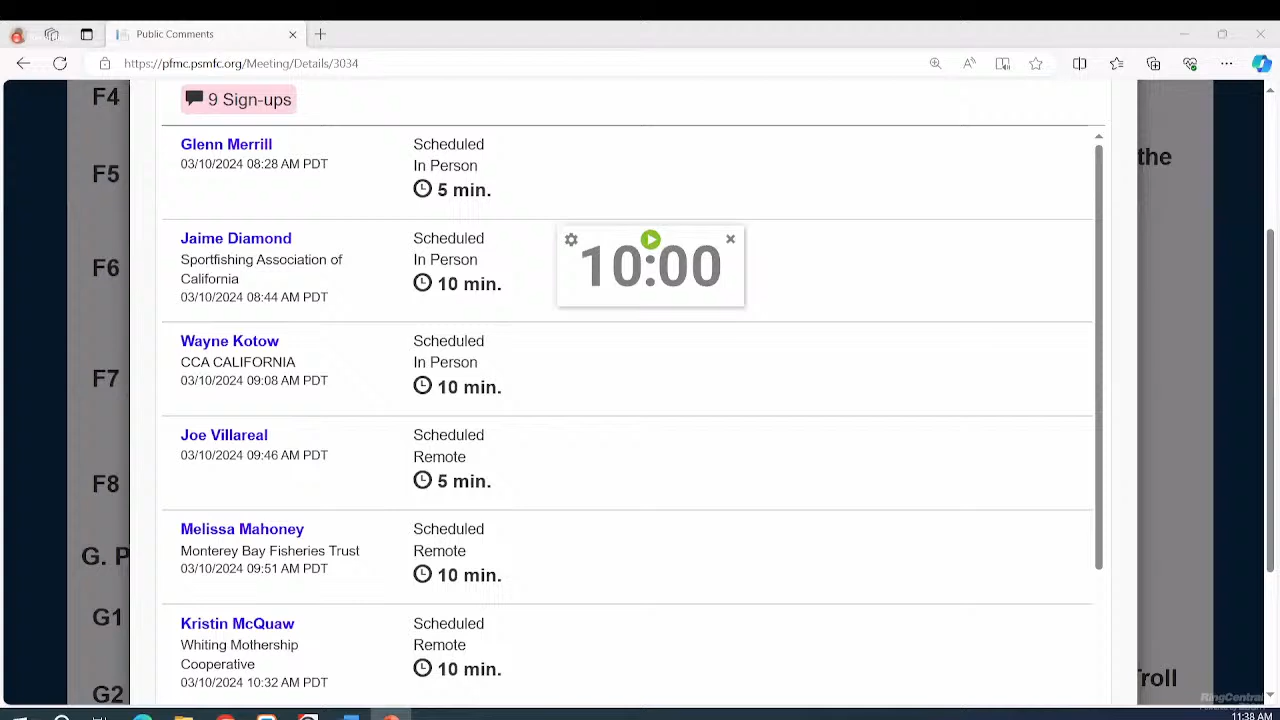 Public Comments
https://pfmc.psmfc.org/Meeting/Details/3034
9 Sign-ups
Glenn Merrill
03/10/2024 08:28 AM PDT
Scheduled
In Person
5 min.
Jaime Diamond
Sportfishing Association of
California
03/10/2024 08:44 AM PDT
Scheduled
In Person
10 min.
10:00
Wayne Kotow
CCA CALIFORNIA
03/10/2024 09:08 AM PDT
Scheduled
In Person
10 min.
Joe Villareal
03/10/2024 09:46 AM PDT
Scheduled
Remote
5 min.
Melissa Mahoney
Monterey Bay Fisheries Trust
03/10/2024 09:51 AM PDT
Scheduled
Remote
10 min.
Kristin McQuaw
Whiting Mothership
Cooperative
03/10/2024 10:32 AM PDT
Scheduled
Remote
10 min.
F4
F5
F6
F7
F8
G. P
G1
G2
the
Troll
RingCentral
11:38 AM